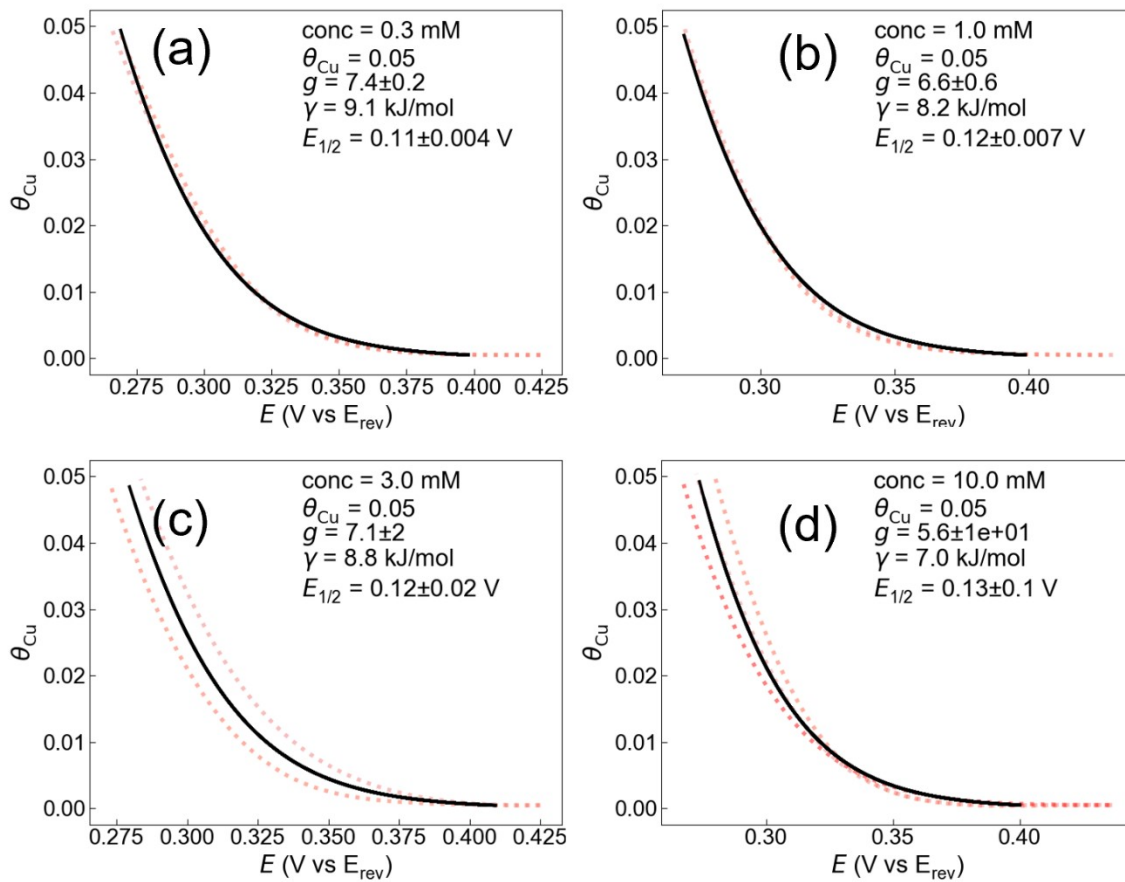 (a)
conc = 0.3 mM
θCu = 0.05
g = 7.4±0.2
γ = 9.1 kJ/mol
E1/2 = 0.11±0.004 V
0.05
0.04
0.03
0.02
0.01
0.00
θCu
0.275 0.300 0.325 0.350 0.375 0.400 0.425
E (V vs Erev)
(b)
conc = 1.0 mM
θCu = 0.05
g = 6.6±0.6
γ = 8.2 kJ/mol
E1/2 = 0.12±0.007 V
0.05
0.04
0.03
0.02
0.01
0.00
θCu
0.30 0.35 0.40
E (V vs Erev)
(c)
conc = 3.0 mM
θCu = 0.05
g = 7.1±2
γ = 8.8 kJ/mol
E1/2 = 0.12±0.02 V
0.05
0.04
0.03
0.02
0.01
0.00
θCu
0.275 0.300 0.325 0.350 0.375 0.400 0.425
E (V vs Erev)
(d)
conc = 10.0 mM
θCu = 0.05
g = 5.6±1e+01
γ = 7.0 kJ/mol
E1/2 = 0.13±0.1 V
0.05
0.04
0.03
0.02
0.01
0.00
θCu
0.30 0.35 0.40
E (V vs Erev)